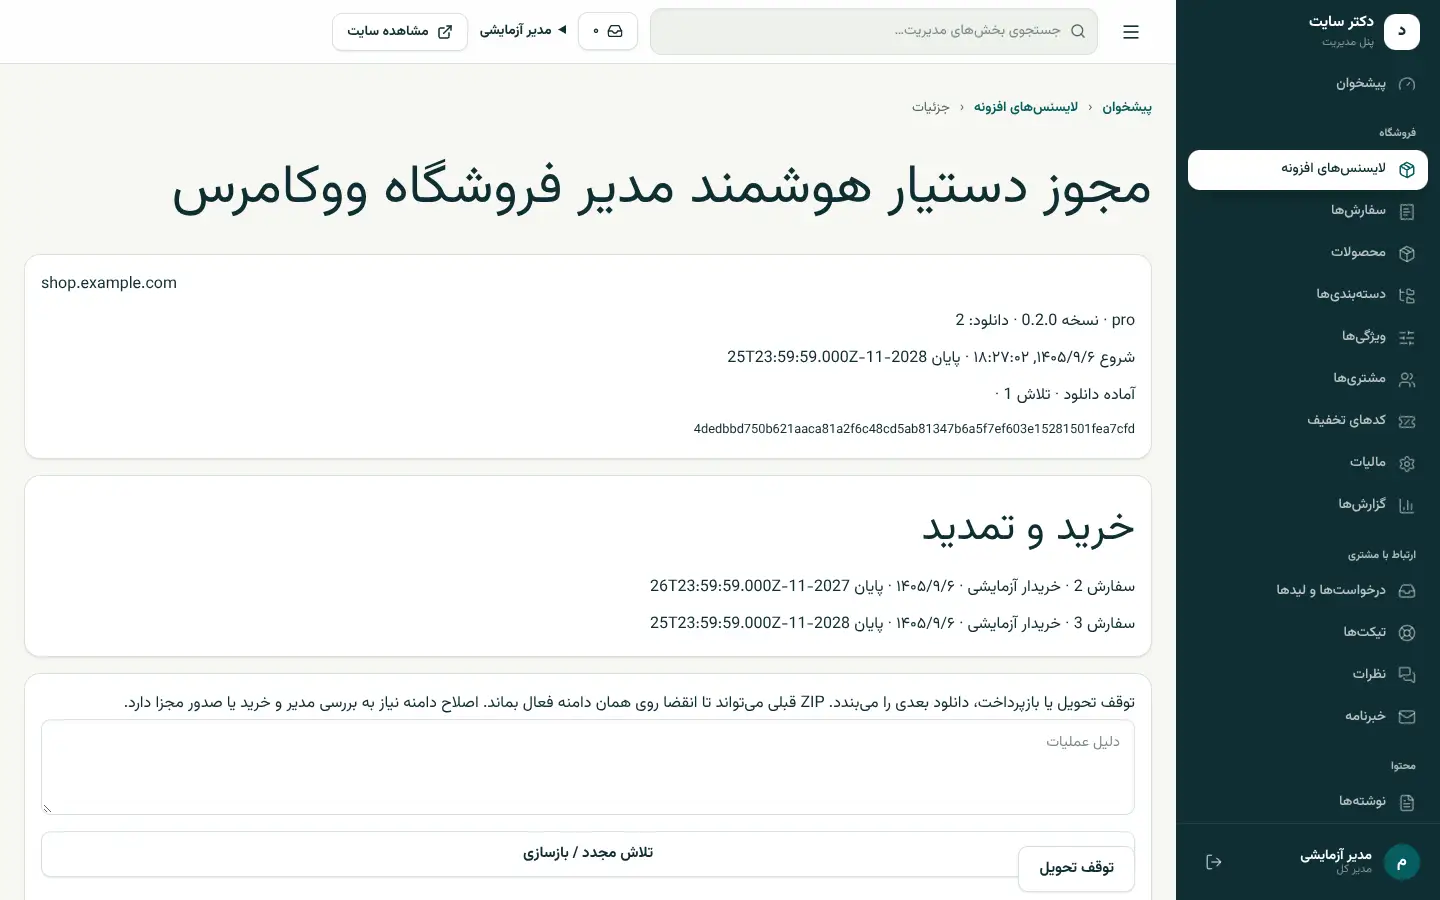 د
دکتر سایت
پنل مدیریت
پیشخوان
فروشگاه
لایسنس‌های افزونه
سفارش‌ها
محصولات
دسته‌بندی‌ها
ویژگی‌ها
مشتری‌ها
کدهای تخفیف
مالیات
گزارش‌ها
ارتباط با مشتری
درخواست‌ها و لیدها
تیکت‌ها
نظرات
خبرنامه
محتوا
نوشته‌ها
م
مدیر آزمایشی
مدیر کل
جستجوی بخش‌های مدیریت...
۰
مدیر آزمایشی
مشاهده سایت
پیشخوان › لایسنس‌های افزونه › جزئیات
مجوز دستیار هوشمند مدیر فروشگاه ووکامرس
shop.example.com
pro · نسخه 0.2.0 · دانلود: 2
شروع ۱۴۰۵/۹/۶, ۱۸:۲۷:۰۲ · پایان 2028-11-25T23:59:59.000Z
آماده دانلود · تلاش 1 ·
4dedbbd750b621aaca81a2f6c48cd5ab81347b6a5f7ef603e15281501fea7cfd
خرید و تمدید
سفارش 2 · خریدار آزمایشی · ۱۴۰۵/۹/۶ · پایان 2027-11-26T23:59:59.000Z
سفارش 3 · خریدار آزمایشی · ۱۴۰۵/۹/۶ · پایان 2028-11-25T23:59:59.000Z
توقف تحویل یا بازپرداخت، دانلود بعدی را می‌بندد. ZIP قبلی می‌تواند تا انقضا روی همان دامنه فعال بماند. اصلاح دامنه نیاز به بررسی مدیر و خرید یا صدور مجزا دارد.
دلیل عملیات
تلاش مجدد / بازسازی
توقف تحویل